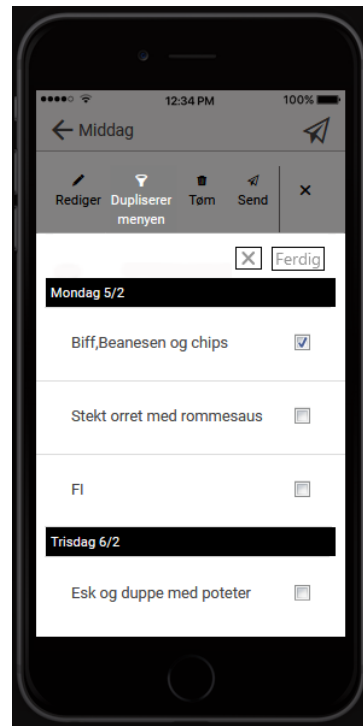 12:34 PM 100%
Middag
Rediger Dupliserer menyen Tøm Send ×
× Ferdig
Mondag 5/2
Biff,Beanesen og chips
Stekt orret med rommesaus
FI
Trisdag 6/2
Esk og duppe med poteter